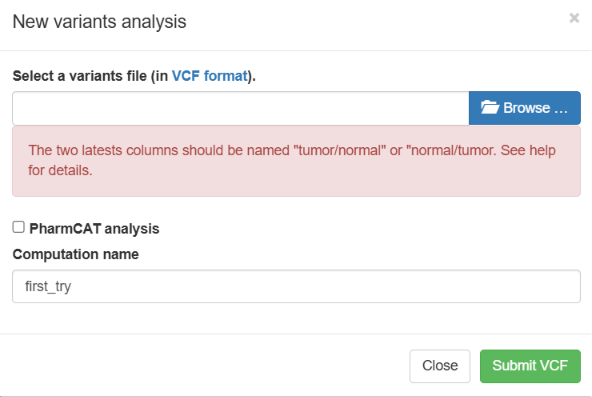 New variants analysis
×
Select a variants file (in VCF format).
Browse ...
The two latests columns should be named "tumor/normal" or "normal/tumor. See help
for details.
PharmCAT analysis
Computation name
first_try
Close
Submit VCF